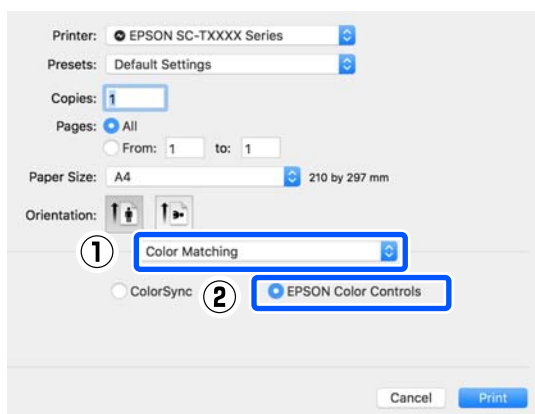 Printer: EPSON SC-TXXXX Series
Presets: Default Settings
Copies: 1
Pages: All
From: 1 to: 1
Paper Size: A4 210 by 297 mm
Orientation:
① Color Matching
ColorSync ② EPSON Color Controls
Cancel Print